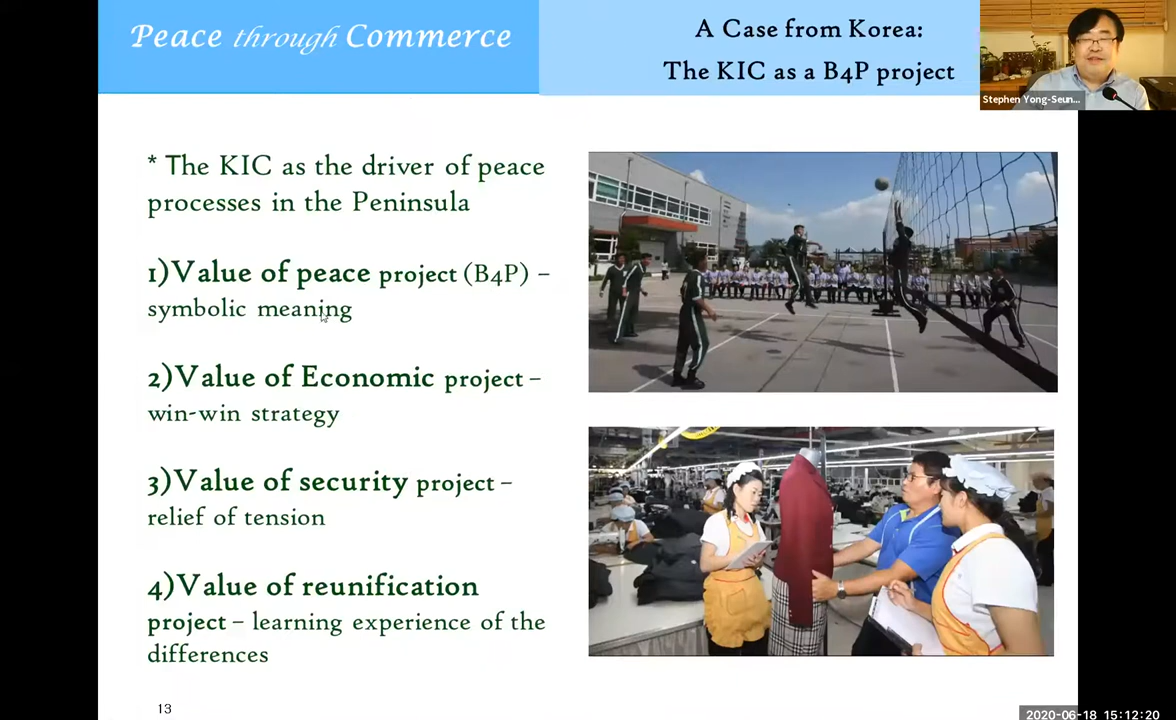 Peace through Commerce
A Case from Korea:
The KIC as a B4P project
Stephen Yong-Seun...
* The KIC as the driver of peace
processes in the Peninsula
1)Value of peace project (B4P) –
symbolic meaning
2)Value of Economic project –
win-win strategy
3)Value of security project –
relief of tension
4)Value of reunification
project – learning experience of the
differences
13
2020-06-18 15:12:20